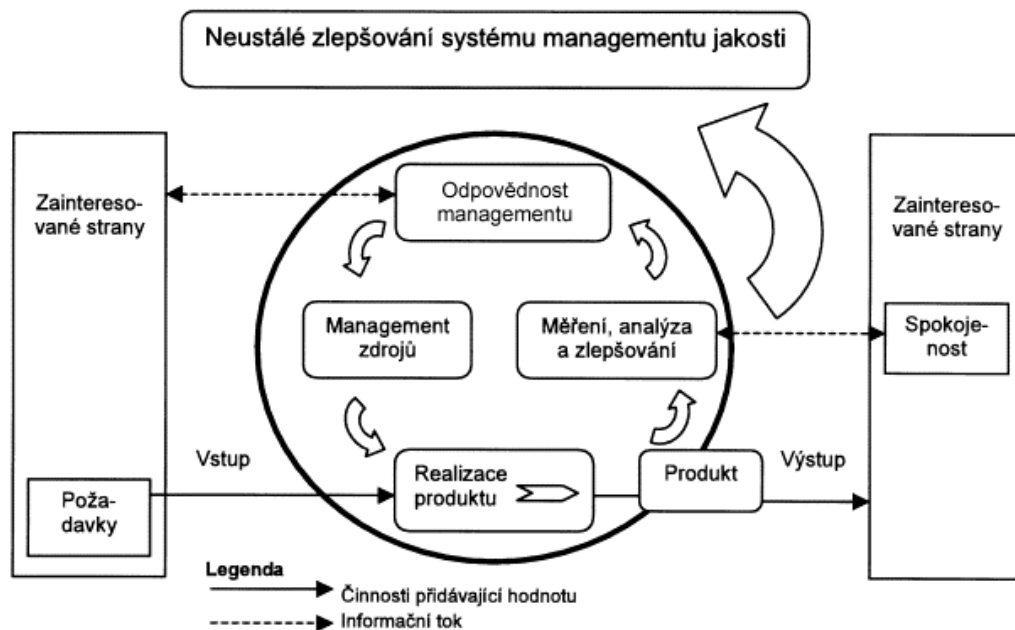 Neustálé zlepšování systému managementu jakosti
Zaintereso-
vané strany
Odpovědnost
managementu
Zaintereso-
vané strany
Management
zdrojů
Měření, analýza
a zlepšování
Spokoje-
nost
Vstup
Realizace
produktu
Produkt
Výstup
Poža-
davky
Legenda
Činnosti přidávající hodnotu
Informační tok